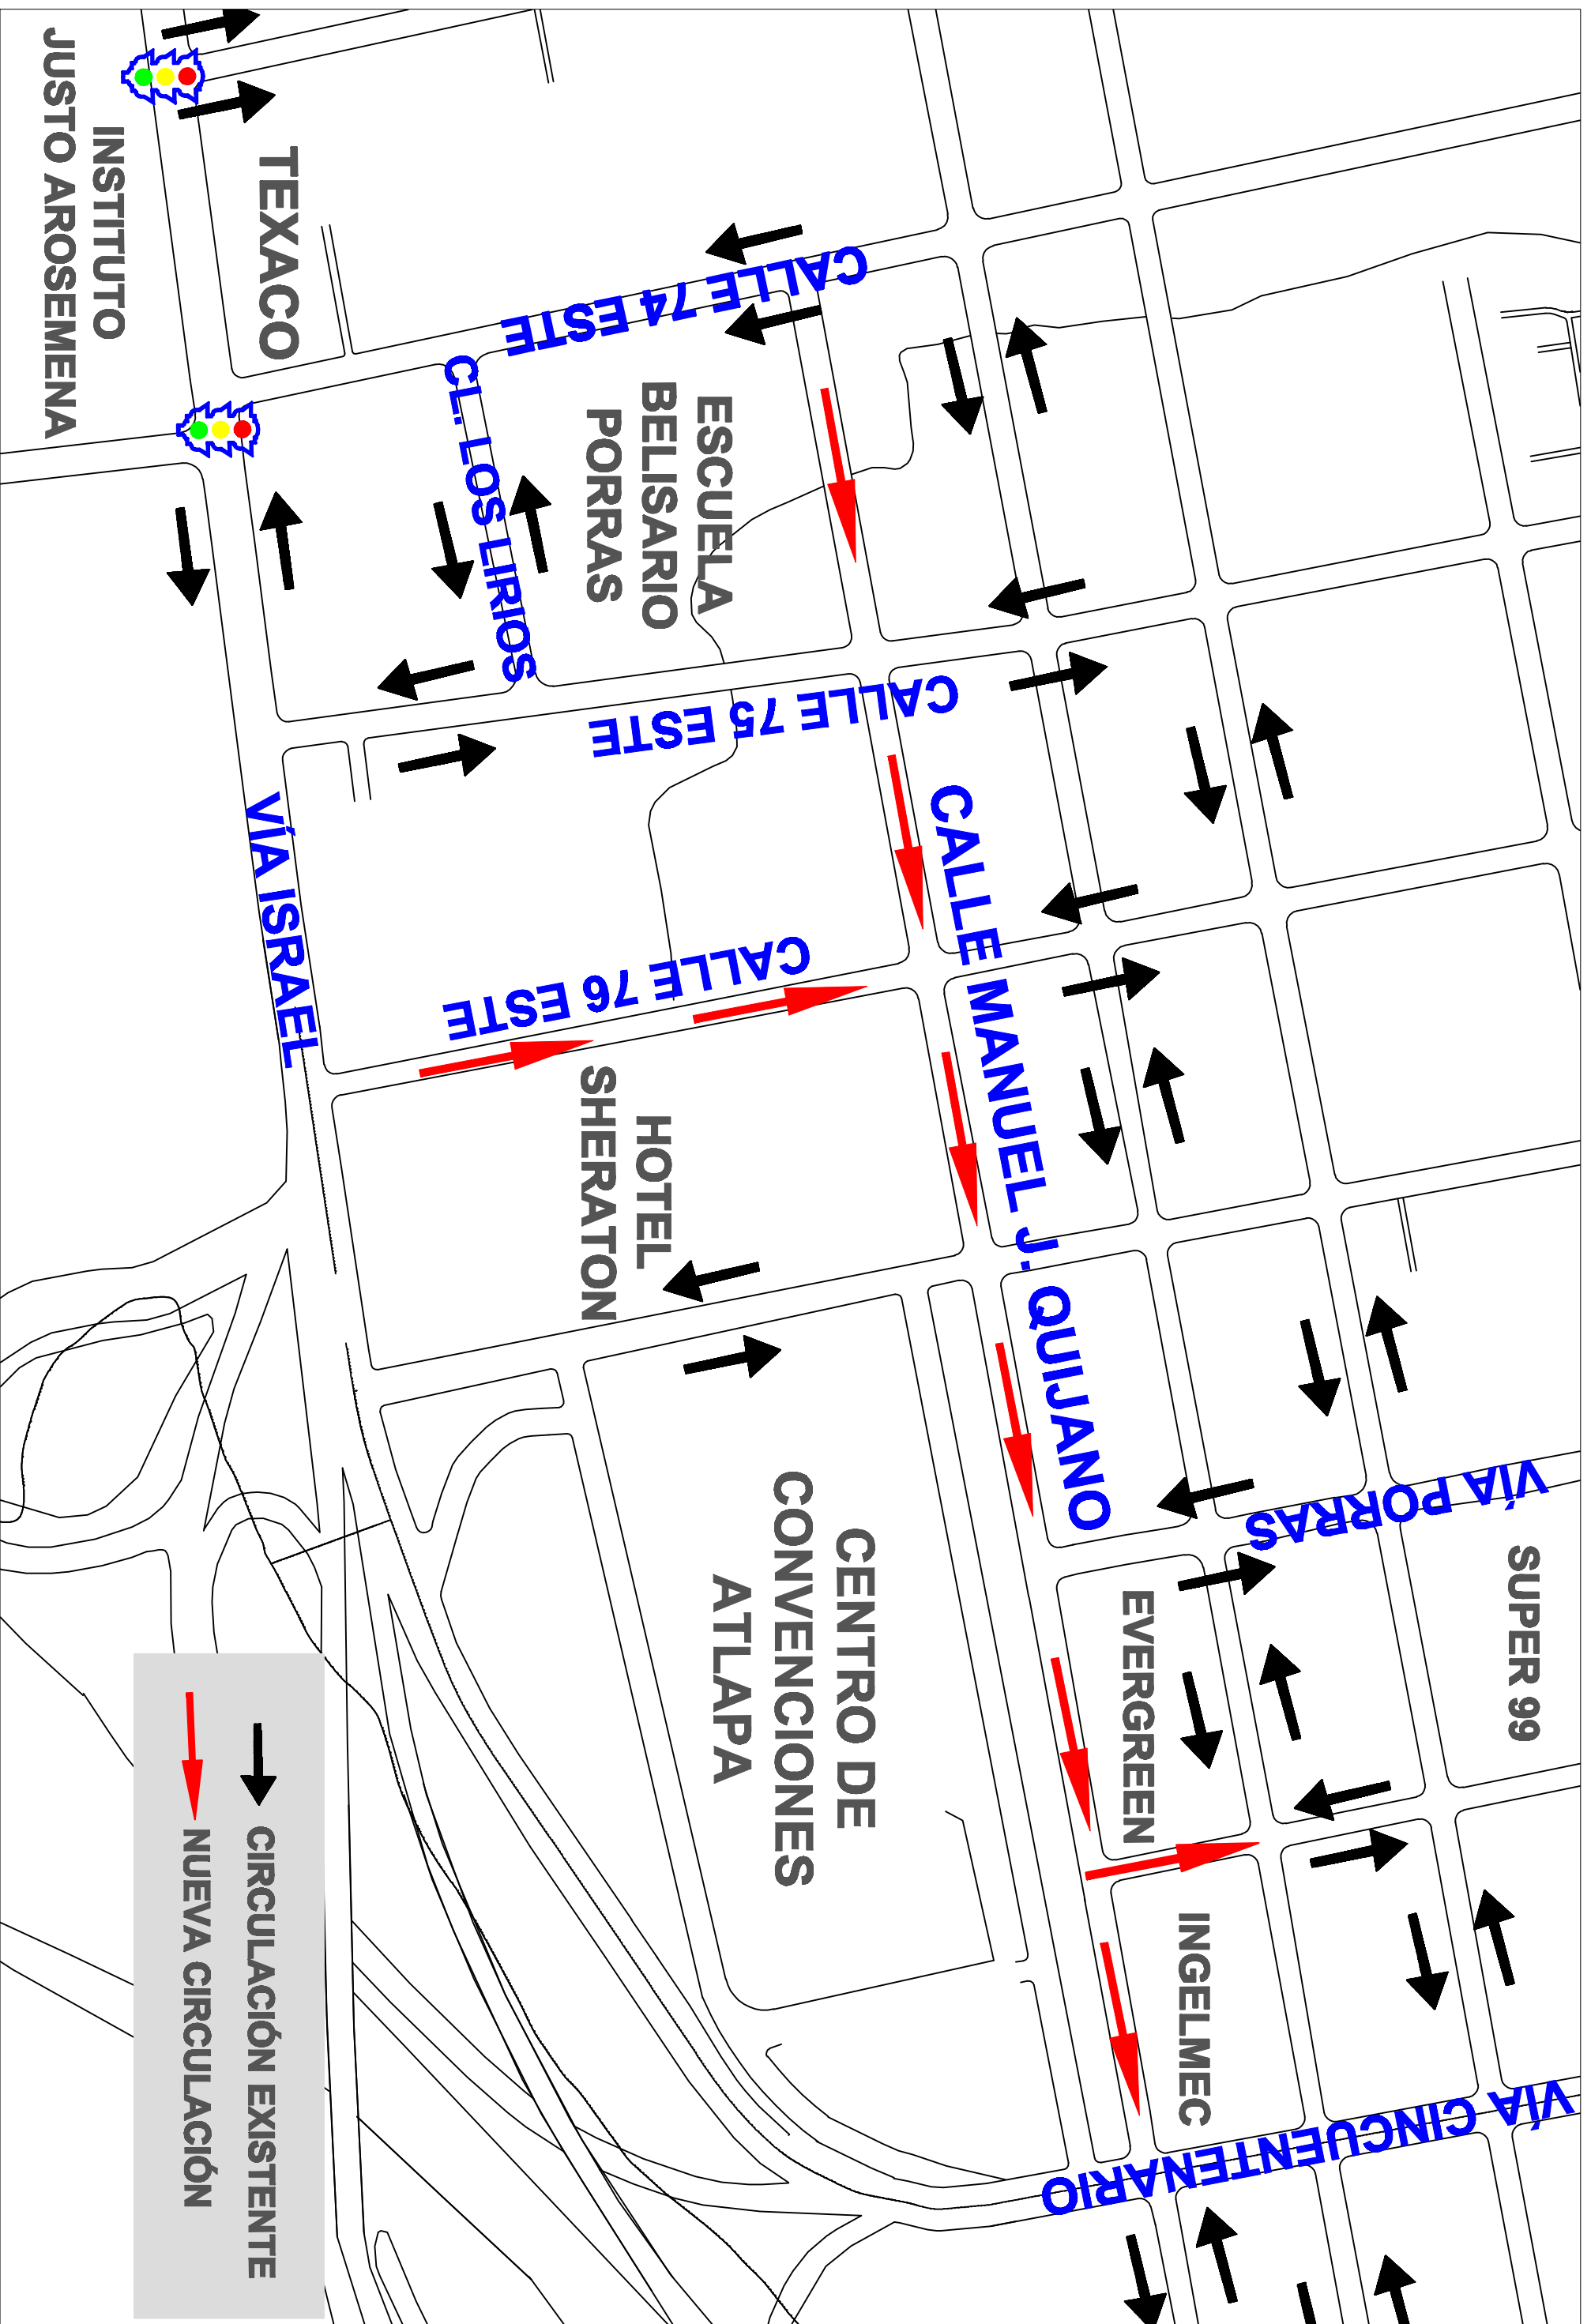 VÍA PORRAS
SUPER 99
VÍA CINCUENTENARIO
CALLE 74 ESTE
CALLE 75 ESTE
CALLE MANUEL J. QUIJANO
EVERGREEN
INGELMEC
ESCUELA
BELISARIO
PORRAS
CL. LOS LIRIOS
CALLE 76 ESTE
HOTEL
SHERATON
CENTRO DE
CONVENCIONES
ATLAPA
TEXACO
VÍA ISRAEL
INSTITUTO
JUSTO AROSEMENA
CIRCULACIÓN EXISTENTE
NUEVA CIRCULACIÓN